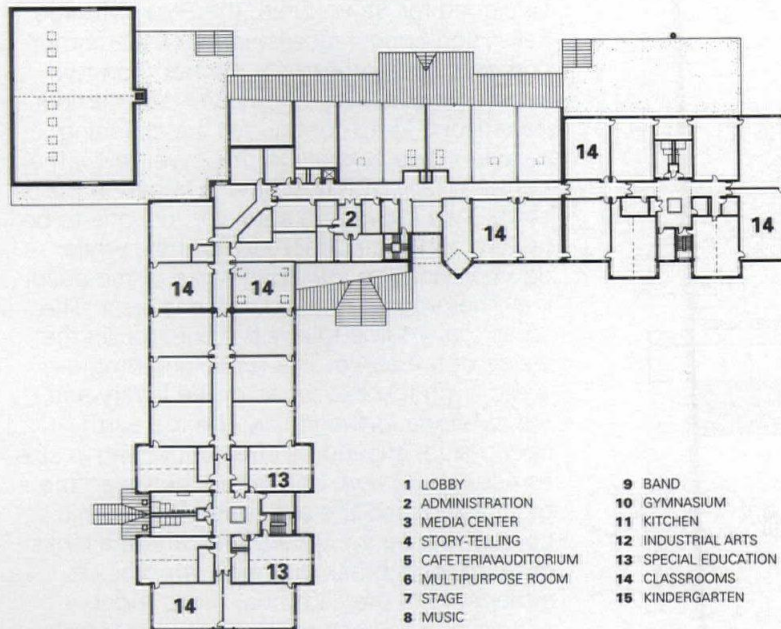 14
2
14
14
14
14
13
13
14
1 LOBBY
2 ADMINISTRATION
3 MEDIA CENTER
4 STORY-TELLING
5 CAFETERIA\AUDITORIUM
6 MULTIPURPOSE ROOM
7 STAGE
8 MUSIC
9 BAND
10 GYMNASIUM
11 KITCHEN
12 INDUSTRIAL ARTS
13 SPECIAL EDUCATION
14 CLASSROOMS
15 KINDERGARTEN